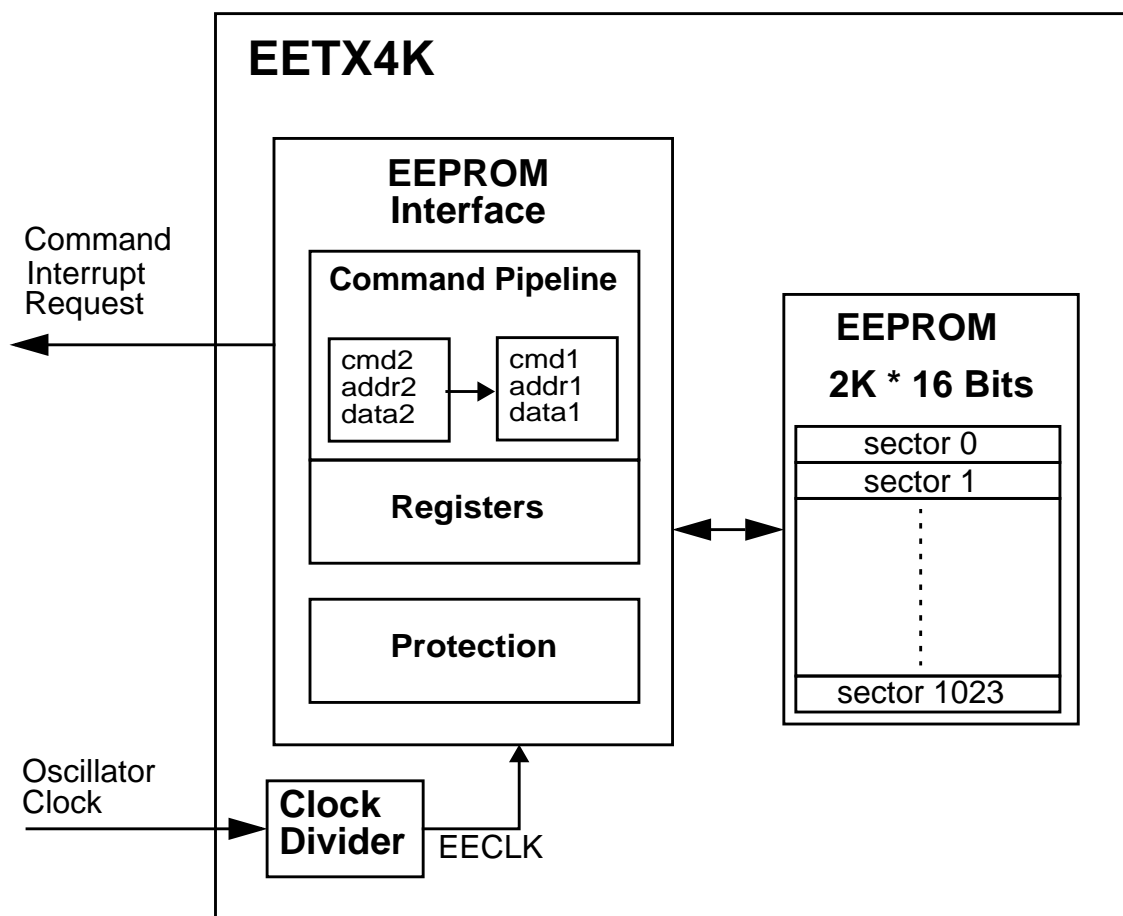 EETX4K
EEPROM
Interface
Command
Interrupt
Request
Command Pipeline
cmd2
addr2
data2
cmd1
addr1
data1
Registers
Protection
EEPROM
2K * 16 Bits
sector 0
sector 1
sector 1023
Oscillator
Clock
Clock
Divider
EECLK